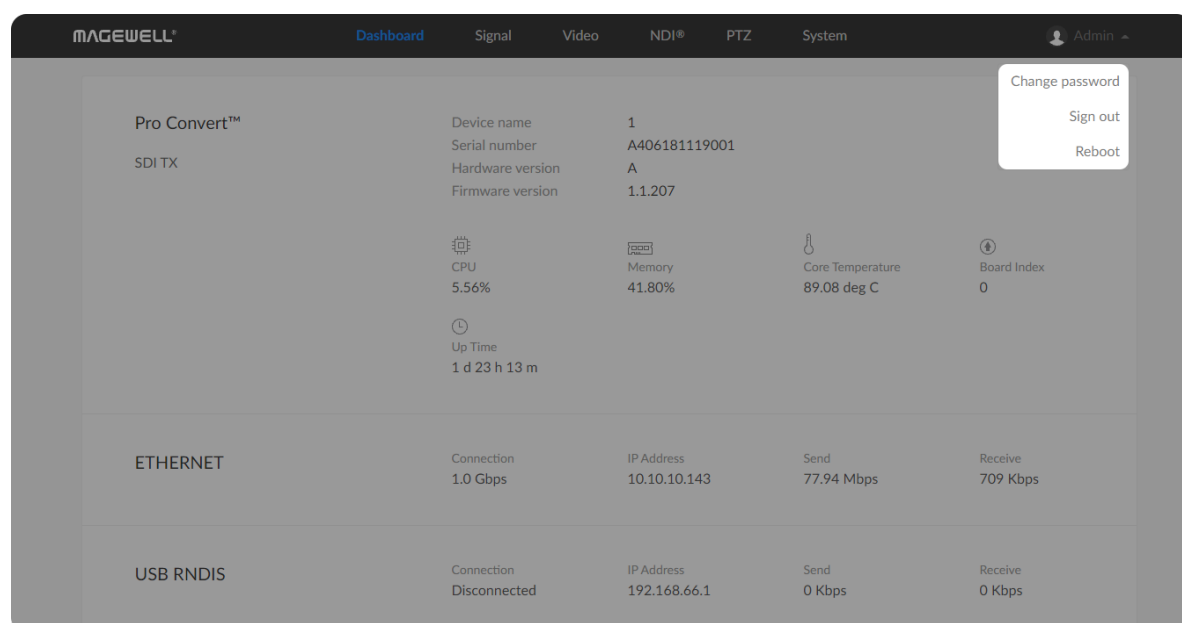 MAGEWELL®
Dashboard Signal Video NDI® PTZ System Admin
Change password
Sign out
Reboot
Pro Convert™
SDI TX
Device name 1
Serial number A406181119001
Hardware version A
Firmware version 1.1.207
CPU Memory Core Temperature Board Index
5.56% 41.80% 89.08 deg C 0
Up Time
1 d 23 h 13 m
ETHERNET
Connection IP Address Send Receive
1.0 Gbps 10.10.10.143 77.94 Mbps 709 Kbps
USB RNDIS
Connection IP Address Send Receive
Disconnected 192.168.66.1 0 Kbps 0 Kbps